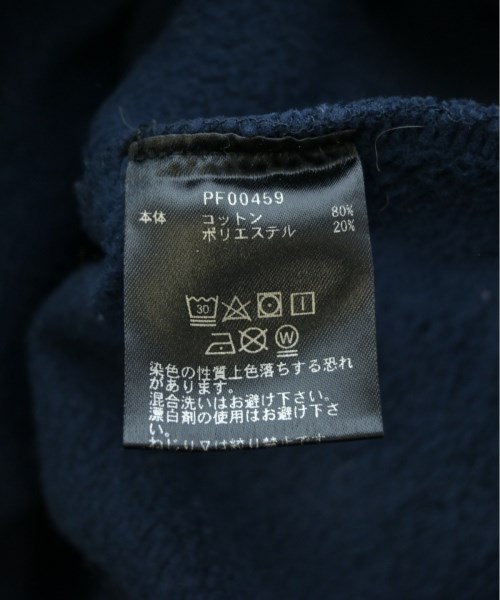 PF00459
本体 コットン 80%
ポリエステル 20%
30
W
染色の性質上色落ちする恐れ
があります。
混合洗いはお避け下さい。
漂白剤の使用はお避け下さ
い。